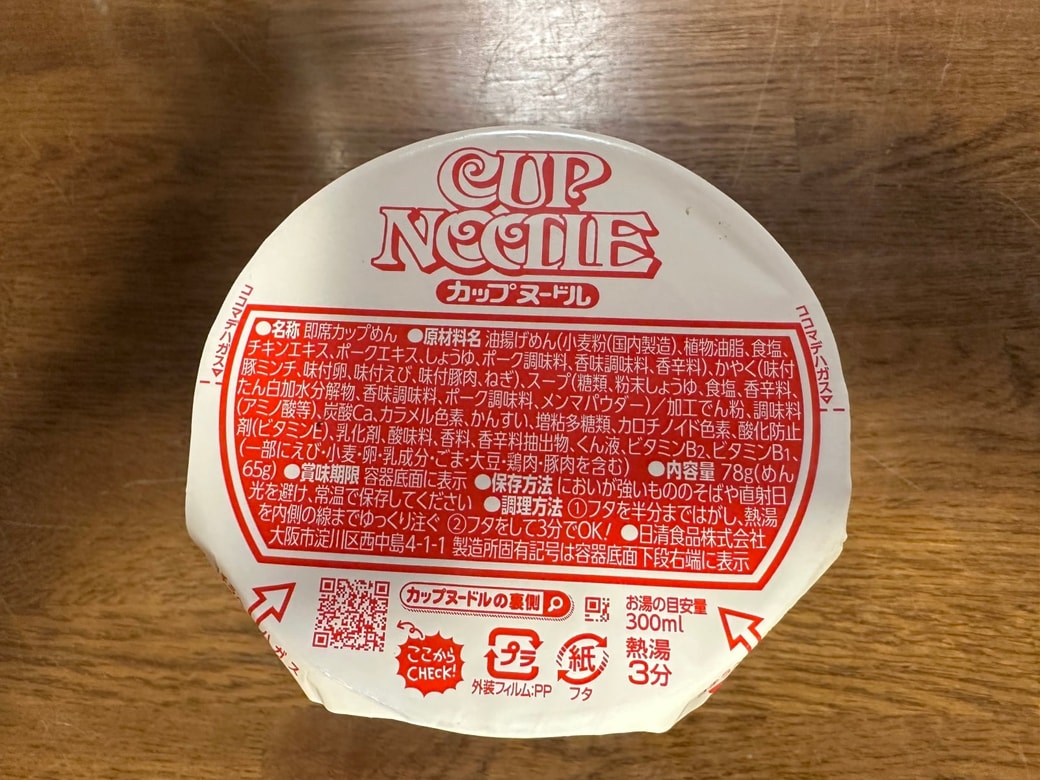 CUP
NOODLE
カップヌードル
ココマデハガス
ココマデハガス
●名称 即席カップめん ●原材料名 油揚げめん(小麦粉(国内製造)、植物油脂、食塩、
チキンエキス、ポークエキス、しょうゆ、ポーク調味料、香味調味料、香辛料)、かやく(味付
豚ミンチ、味付卵、味付えび、味付豚肉、ねぎ)、スープ(糖類、粉末しょうゆ、食塩、香辛料、
たん白加水分解物、香味調味料、ポーク調味料、メンマパウダー)/加工でん粉、調味料
(アミノ酸等)、炭酸Ca、カラメル色素、かんすい、増粘多糖類、カロチノイド色素、酸化防止
剤(ビタミンE)、乳化剤、酸味料、香料、香辛料抽出物、くん液、ビタミンB2、ビタミンB1、
(一部にえび・小麦・卵・乳成分・ごま・大豆・鶏肉・豚肉を含む) ●内容量 78g(めん
65g) ●賞味期限 容器底面に表示 ●保存方法 においが強いもののそばや直射日
光を避け、常温で保存してください ●調理方法 ①フタを半分まではがし、熱湯
を内側の線までゆっくり注ぐ ②フタをして3分でOK! ●日清食品株式会社
大阪市淀川区西中島4-1-1 製造所固有記号は容器底面下段右端に表示
カップヌードルの裏側
お湯の目安量
300ml
ここから
CHECK!
プラ
外装フィルム:PP
紙
フタ
熱湯
3分
ハガス